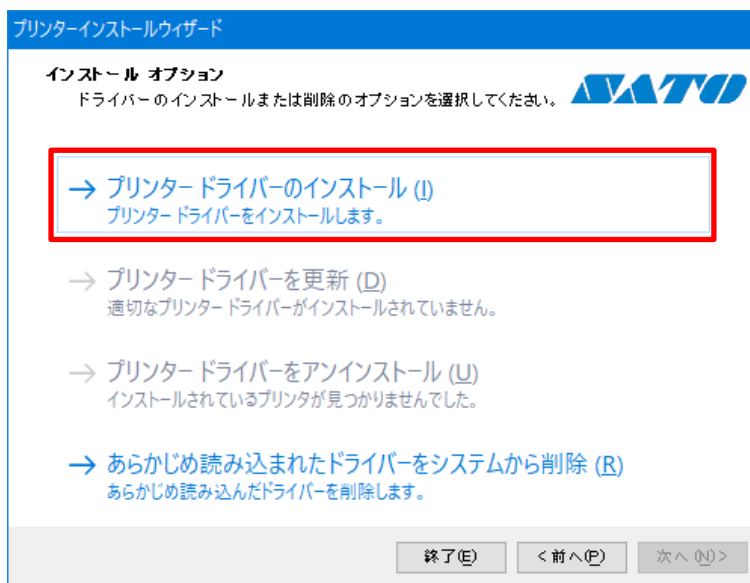 プリンターインストールウィザード
インストール オプション
ドライバーのインストールまたは削除のオプションを選択してください。
SATO
→ プリンター ドライバーのインストール (I)
プリンター ドライバーをインストールします。
→ プリンター ドライバーを更新 (D)
適切なプリンター ドライバーがインストールされていません。
→ プリンター ドライバーをアンインストール (U)
インストールされているプリンタが見つかりませんでした。
→ あらかじめ読み込まれたドライバーをシステムから削除 (R)
あらかじめ読み込んだドライバーを削除します。
終了(E) <前へ(P) 次へ(N)>